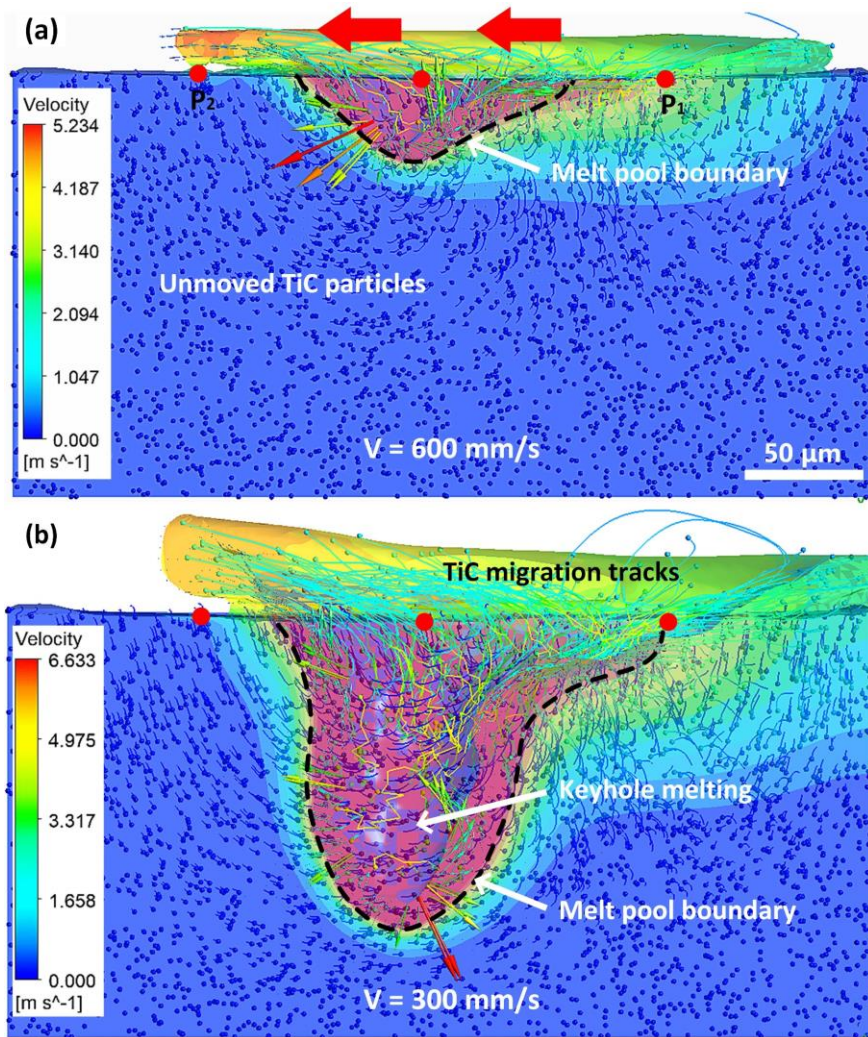 (a)
P₂
P₁
Velocity
5.234
4.187
3.140
2.094
1.047
0.000
[m s^-1]
Melt pool boundary
Unmoved TiC particles
V = 600 mm/s
50 µm
(b)
TiC migration tracks
Velocity
6.633
4.975
3.317
1.658
0.000
[m s^-1]
Keyhole melting
Melt pool boundary
V = 300 mm/s